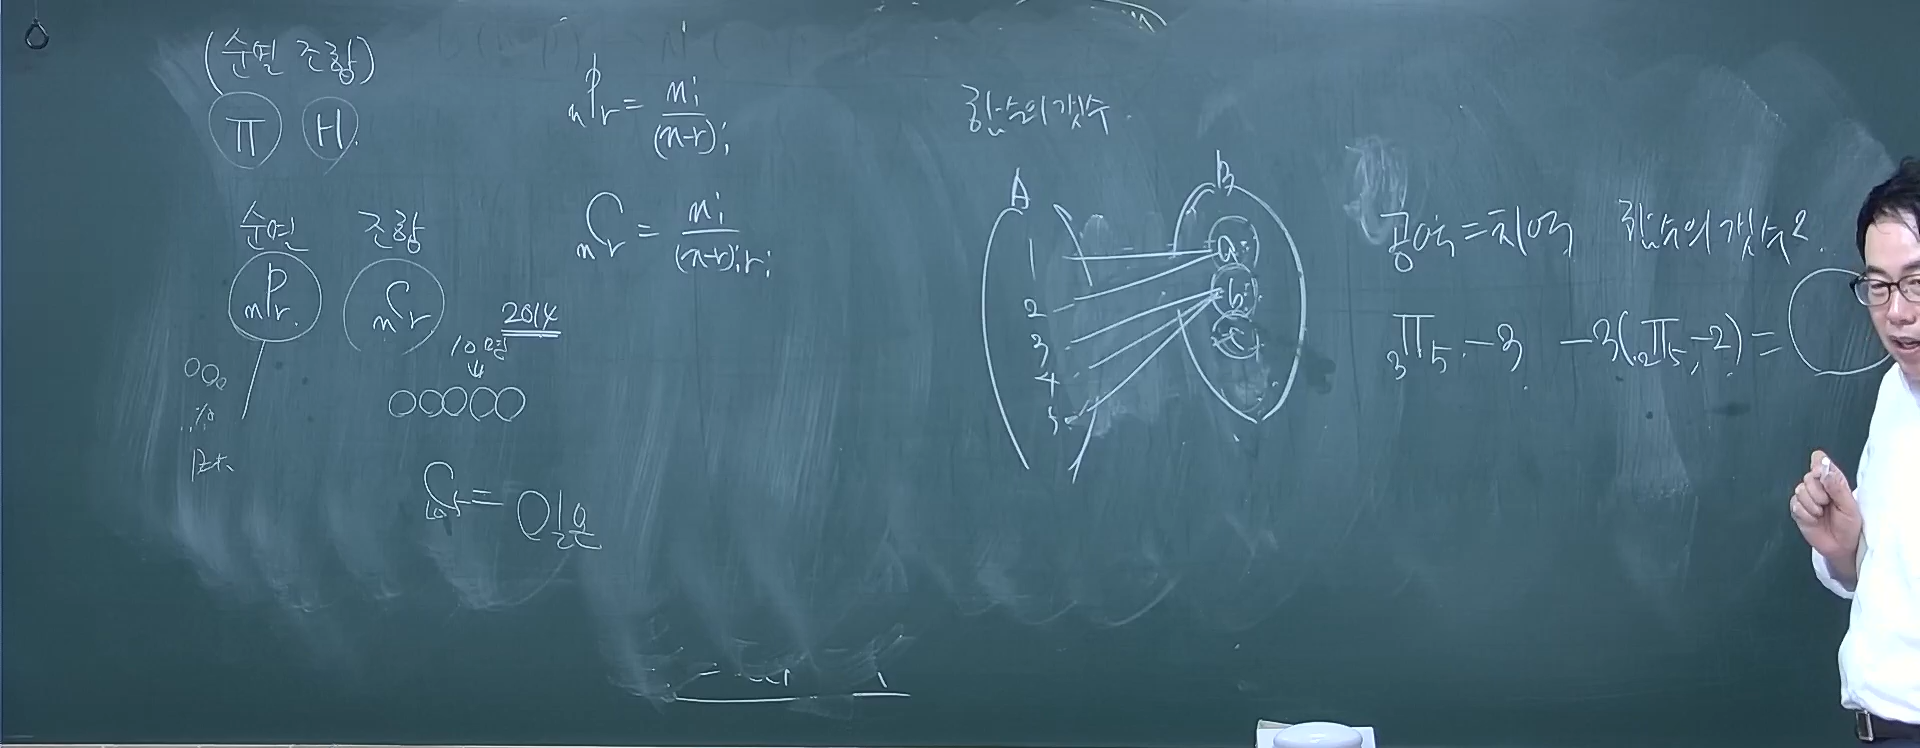 (순열 조합)
Π H
순열 조합
nPr nCr
2014
10명
10C5 =
nPr = n! / (n-r)!
nCr = n! / (n-r)!r!
함수의 갯수
A B
1 a
2 b
3 c
4
5
공역=치역 함수의 갯수?
₃Π₅ -3 -3(₂Π₅ -2) =